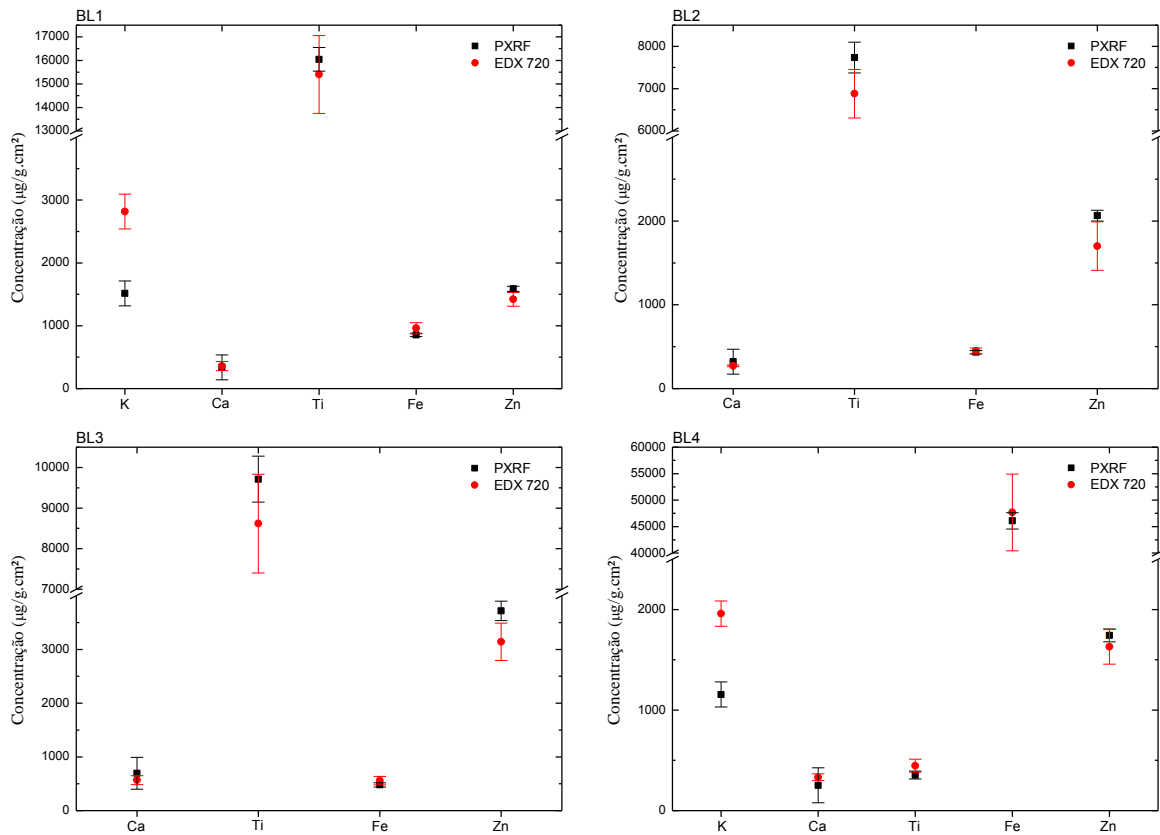 BL1
17000
16000
15000
14000
13000
3000
2000
1000
0
Concentração (µg/g.cm²)
PXRF
EDX 720
K Ca Ti Fe Zn
BL2
8000
7000
6000
2000
1000
0
Concentração (µg/g.cm²)
PXRF
EDX 720
Ca Ti Fe Zn
BL3
10000
9000
8000
7000
3000
2000
1000
0
Concentração (µg/g.cm²)
PXRF
EDX 720
Ca Ti Fe Zn
BL4
60000
55000
50000
45000
40000
2000
1000
0
Concentração (µg/g.cm²)
PXRF
EDX 720
K Ca Ti Fe Zn